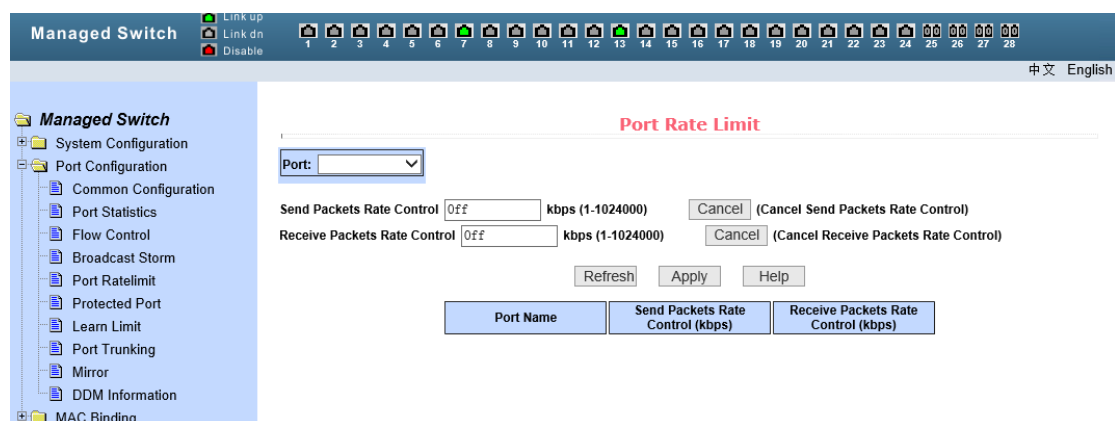 Managed Switch
Link up
Link dn
Disable
1 2 3 4 5 6 7 8 9 10 11 12 13 14 15 16 17 18 19 20 21 22 23 24 25 26 27 28
中文 English
Managed Switch
System Configuration
Port Configuration
Common Configuration
Port Statistics
Flow Control
Broadcast Storm
Port Ratelimit
Protected Port
Learn Limit
Port Trunking
Mirror
DDM Information
MAC Binding
Port Rate Limit
Port:
Send Packets Rate Control Off kbps (1-1024000) Cancel (Cancel Send Packets Rate Control)
Receive Packets Rate Control Off kbps (1-1024000) Cancel (Cancel Receive Packets Rate Control)
Refresh Apply Help
Port Name Send Packets Rate Control (kbps) Receive Packets Rate Control (kbps)